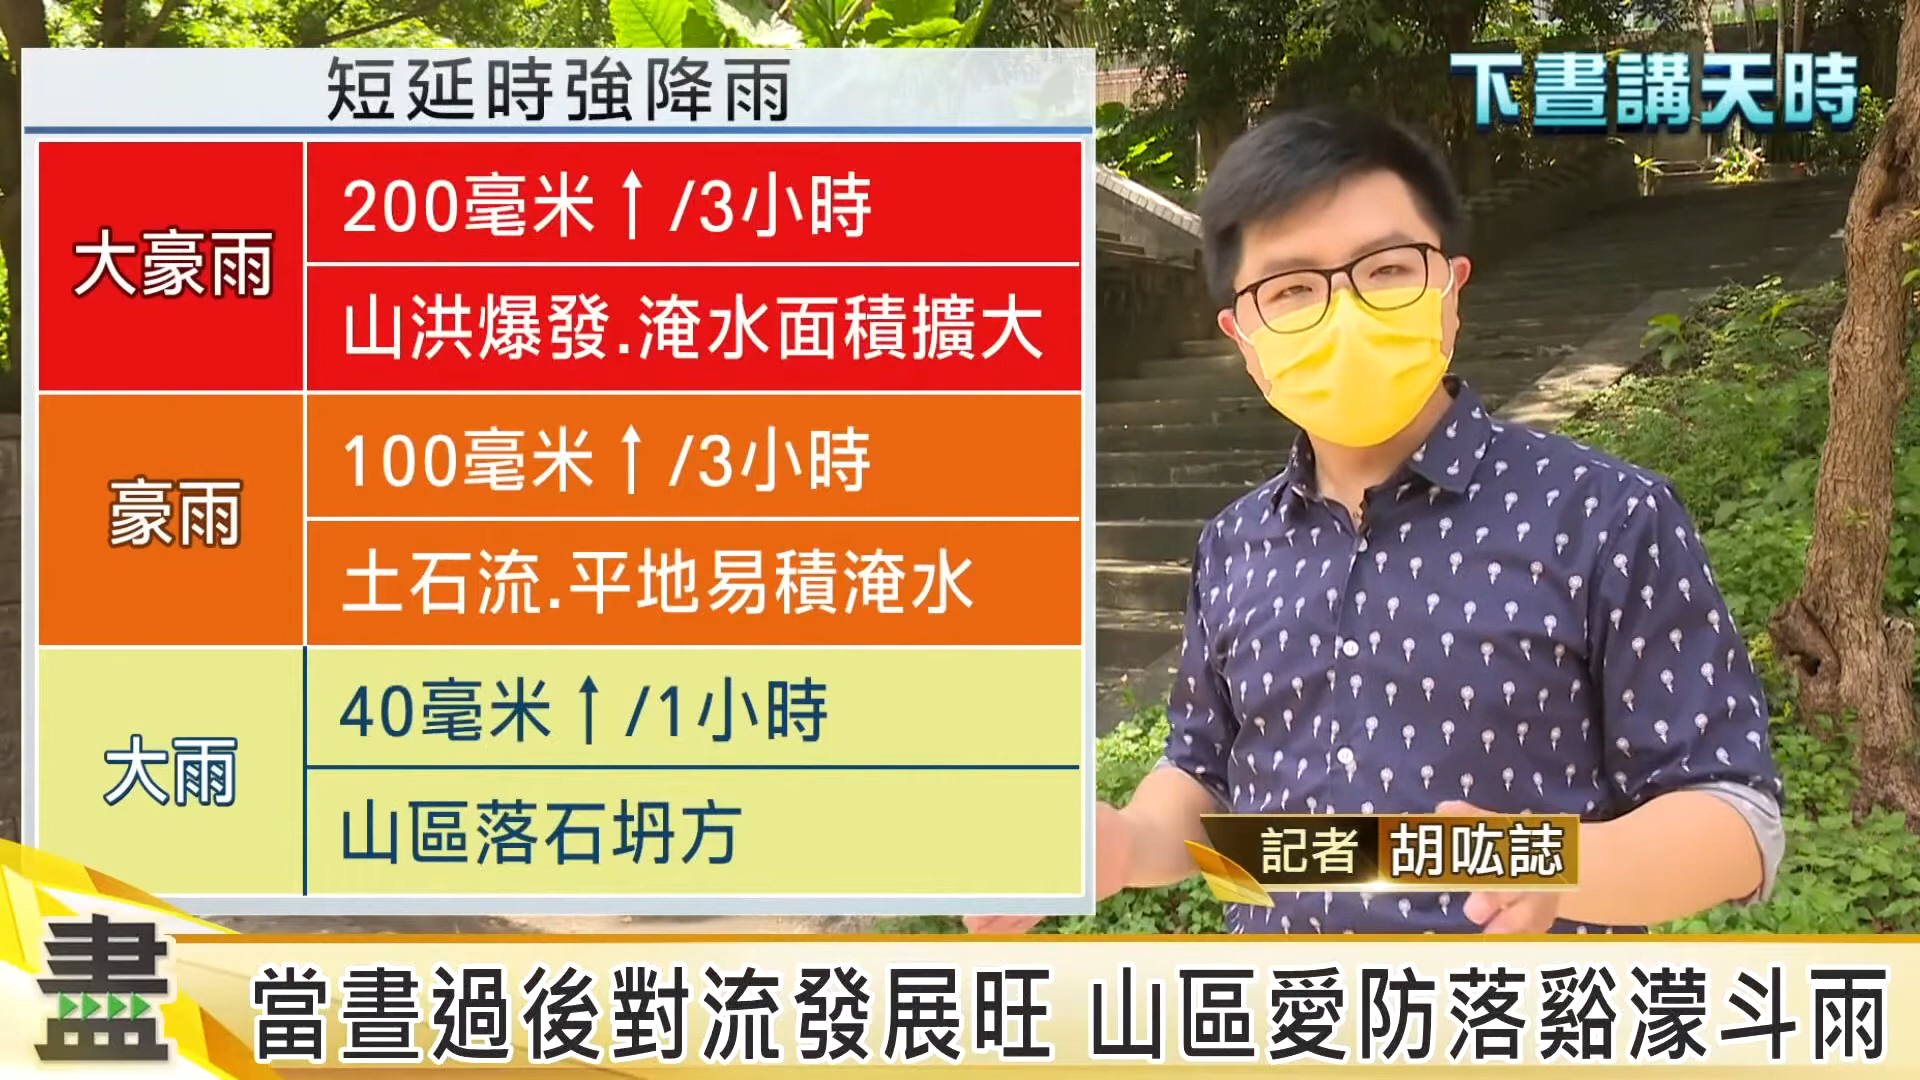 短延時強降雨
下晝講天時
大豪雨
200毫米↑/3小時
山洪爆發.淹水面積擴大
豪雨
100毫米↑/3小時
土石流.平地易積淹水
大雨
40毫米↑/1小時
山區落石坍方
記者 胡吰誌
晝
當晝過後對流發展旺 山區愛防落谿濛斗雨